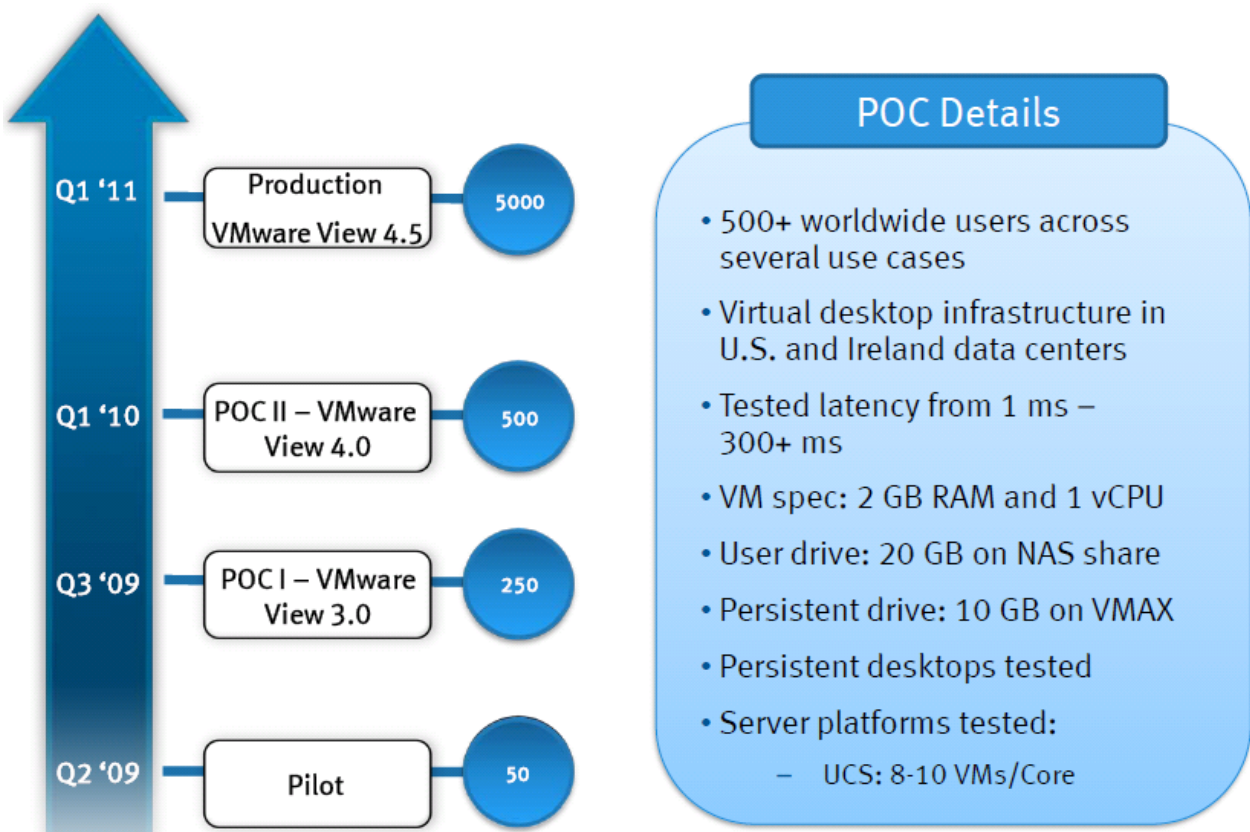 Q1 ‘11
Production
VMware View 4.5
5000
Q1 ‘10
POC II – VMware
View 4.0
500
Q3 ‘09
POC I – VMware
View 3.0
250
Q2 ‘09
Pilot
50
POC Details
• 500+ worldwide users across
several use cases
• Virtual desktop infrastructure in
U.S. and Ireland data centers
• Tested latency from 1 ms –
300+ ms
• VM spec: 2 GB RAM and 1 vCPU
• User drive: 20 GB on NAS share
• Persistent drive: 10 GB on VMAX
• Persistent desktops tested
• Server platforms tested:
– UCS: 8-10 VMs/Core